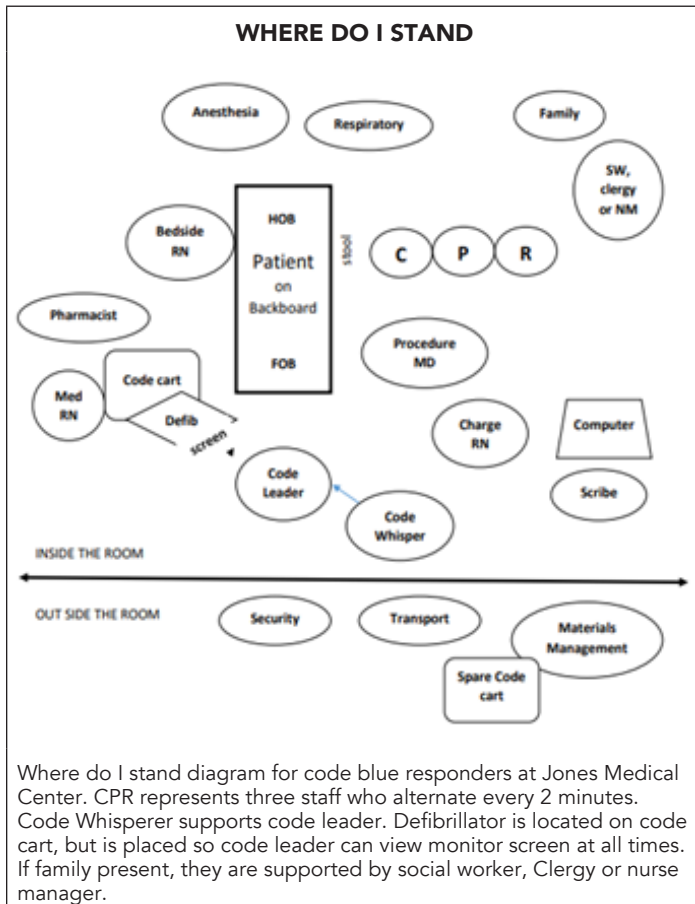 WHERE DO I STAND
Anesthesia
Respiratory
Family
SW,
clergy
or NM
Bedside
RN
HOB
Patient
on
Backboard
FOB
stool
C P R
Pharmacist
Procedure
MD
Med
RN
Code cart
Defib
screen
Charge
RN
Computer
Code
Leader
Scribe
Code
Whisper
INSIDE THE ROOM
OUT SIDE THE ROOM
Security
Transport
Materials
Management
Spare Code
cart
Where do I stand diagram for code blue responders at Jones Medical
Center. CPR represents three staff who alternate every 2 minutes.
Code Whisperer supports code leader. Defibrillator is located on code
cart, but is placed so code leader can view monitor screen at all times.
If family present, they are supported by social worker, Clergy or nurse
manager.